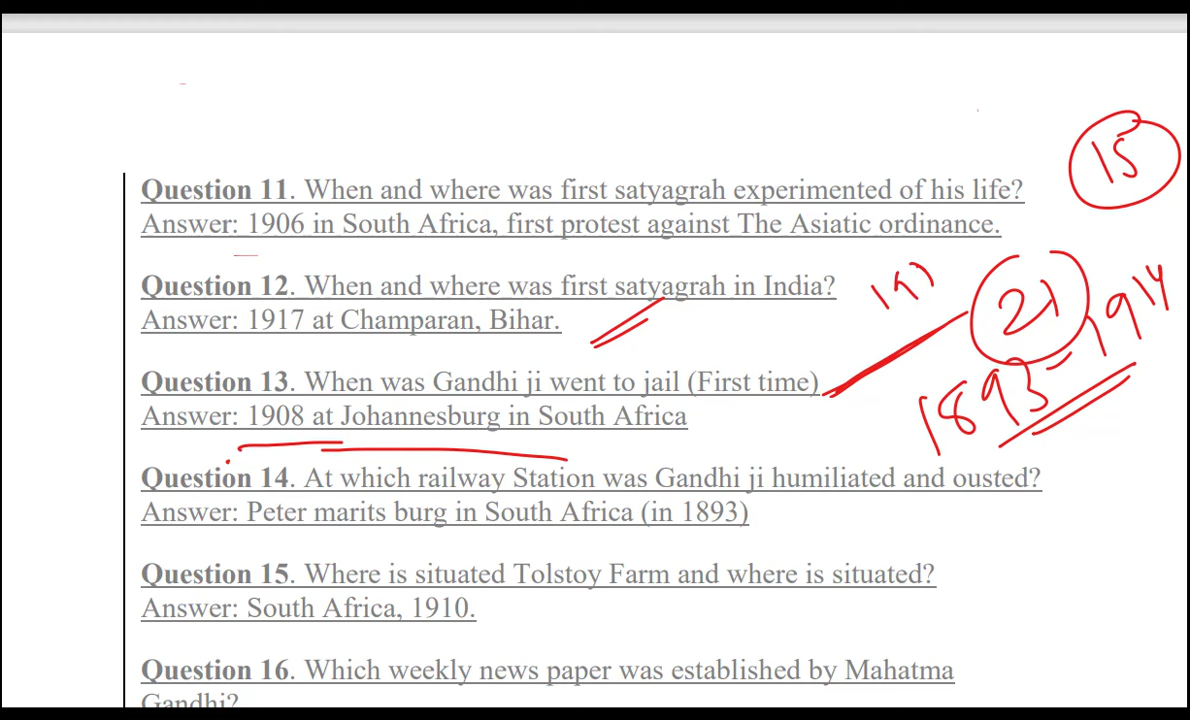 15
Question 11. When and where was first satyagrah experimented of his life?
Answer: 1906 in South Africa, first protest against The Asiatic ordinance.
Question 12. When and where was first satyagrah in India?
21
1893-1914
Answer: 1917 at Champaran, Bihar.
Question 13. When was Gandhi ji went to jail (First time)
Answer: 1908 at Johannesburg in South Africa
Question 14. At which railway Station was Gandhi ji humiliated and ousted?
Answer: Peter marits burg in South Africa (in 1893)
Question 15. Where is situated Tolstoy Farm and where is situated?
Answer: South Africa, 1910.
Question 16. Which weekly news paper was established by Mahatma
Gandhi?